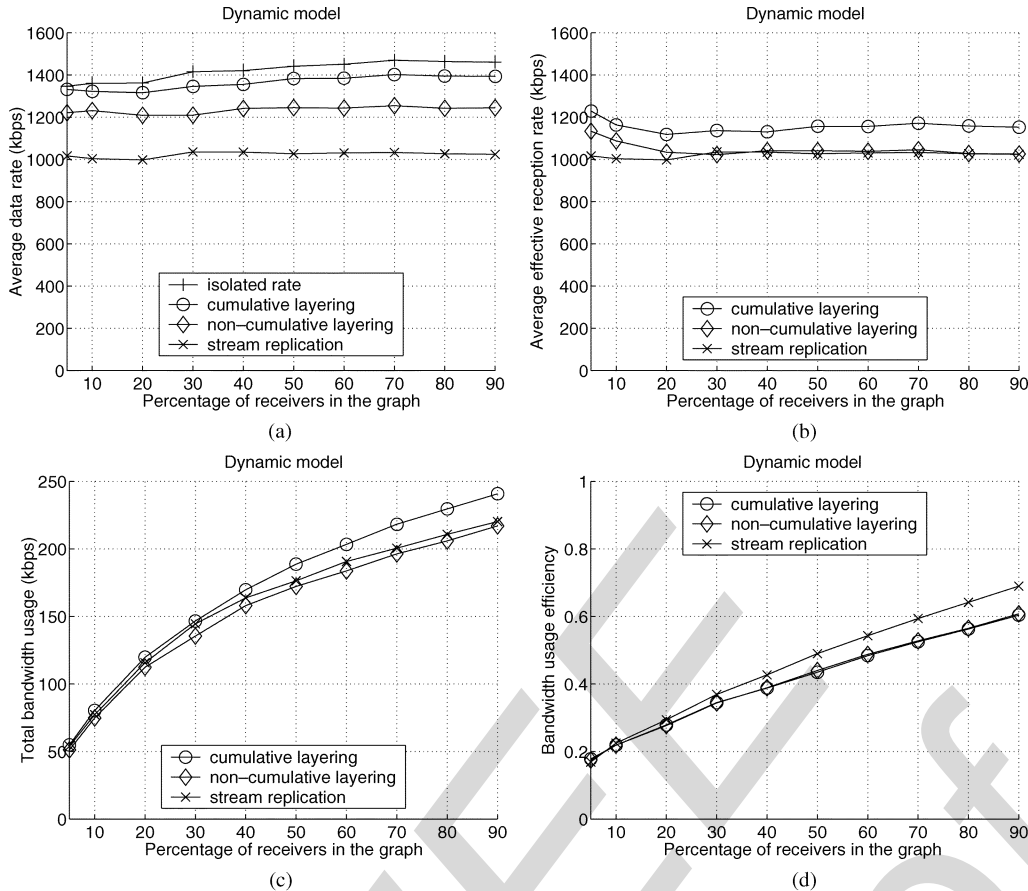 Dynamic model
1600
1400
1200
1000
800
600
400
200
0
Average data rate (kbps)
isolated rate
cumulative layering
non–cumulative layering
stream replication
10 20 30 40 50 60 70 80 90
Percentage of receivers in the graph
(a)
Dynamic model
1600
1400
1200
1000
800
600
400
200
0
Average effective reception rate (kbps)
cumulative layering
non–cumulative layering
stream replication
10 20 30 40 50 60 70 80 90
Percentage of receivers in the graph
(b)
Dynamic model
250
200
150
100
50
0
Total bandwidth usage (kbps)
cumulative layering
non–cumulative layering
stream replication
10 20 30 40 50 60 70 80 90
Percentage of receivers in the graph
(c)
Dynamic model
1
0.8
0.6
0.4
0.2
0
Bandwidth usage efficiency
cumulative layering
non–cumulative layering
stream replication
10 20 30 40 50 60 70 80 90
Percentage of receivers in the graph
(d)